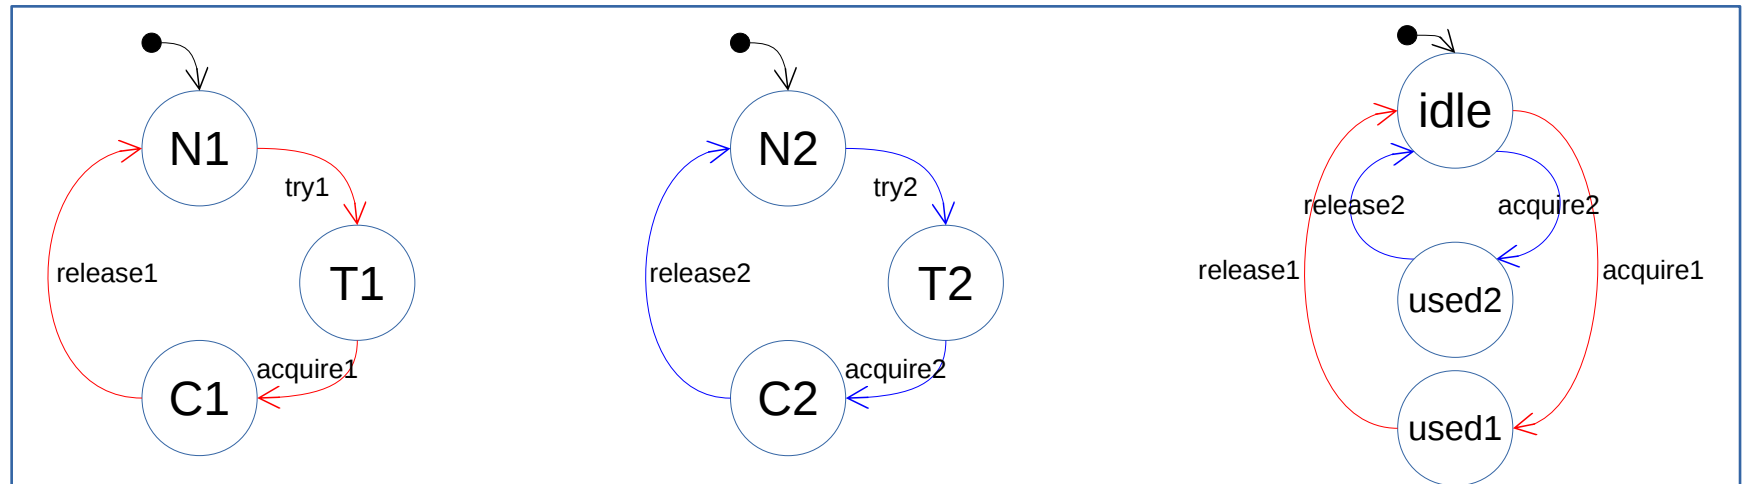 N1
try1
release1
T1
acquire1
C1
N2
try2
release2
T2
acquire2
C2
idle
release2
acquire2
release1
acquire1
used2
used1